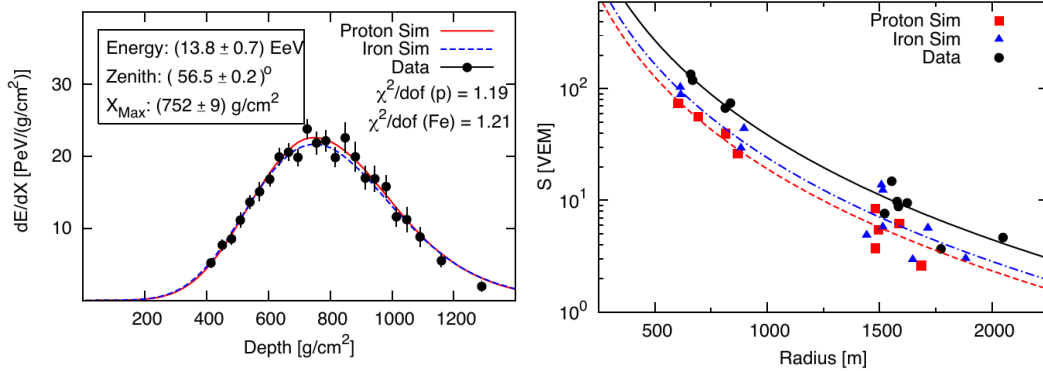 Proton Sim
Iron Sim
Data
χ²/dof (p) = 1.19
χ²/dof (Fe) = 1.21
Energy: (13.8 ± 0.7) EeV
Zenith: ( 56.5 ± 0.2)°
X_Max: (752 ± 9) g/cm²
dE/dX [PeV/(g/cm²)]
30
20
10
200 400 600 800 1000 1200
Depth [g/cm²]
Proton Sim
Iron Sim
Data
S [VEM]
10²
10¹
10⁰
500 1000 1500 2000
Radius [m]